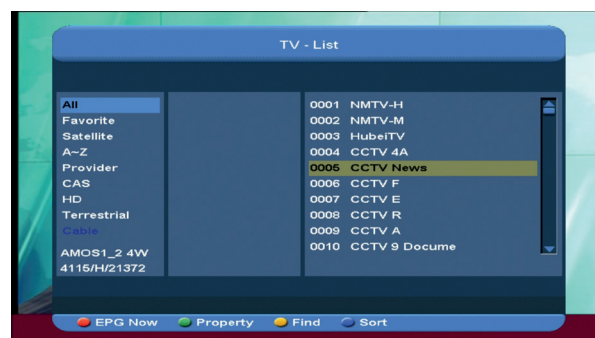 TV - List
All
Favorite
Satellite
A~Z
Provider
CAS
HD
Terrestrial
Cable
AMOS1_2 4W
4115/H/21372
0001 NMTV-H
0002 NMTV-M
0003 HubeiTV
0004 CCTV 4A
0005 CCTV News
0006 CCTV F
0007 CCTV E
0008 CCTV R
0009 CCTV A
0010 CCTV 9 Docume
EPG Now Property Find Sort